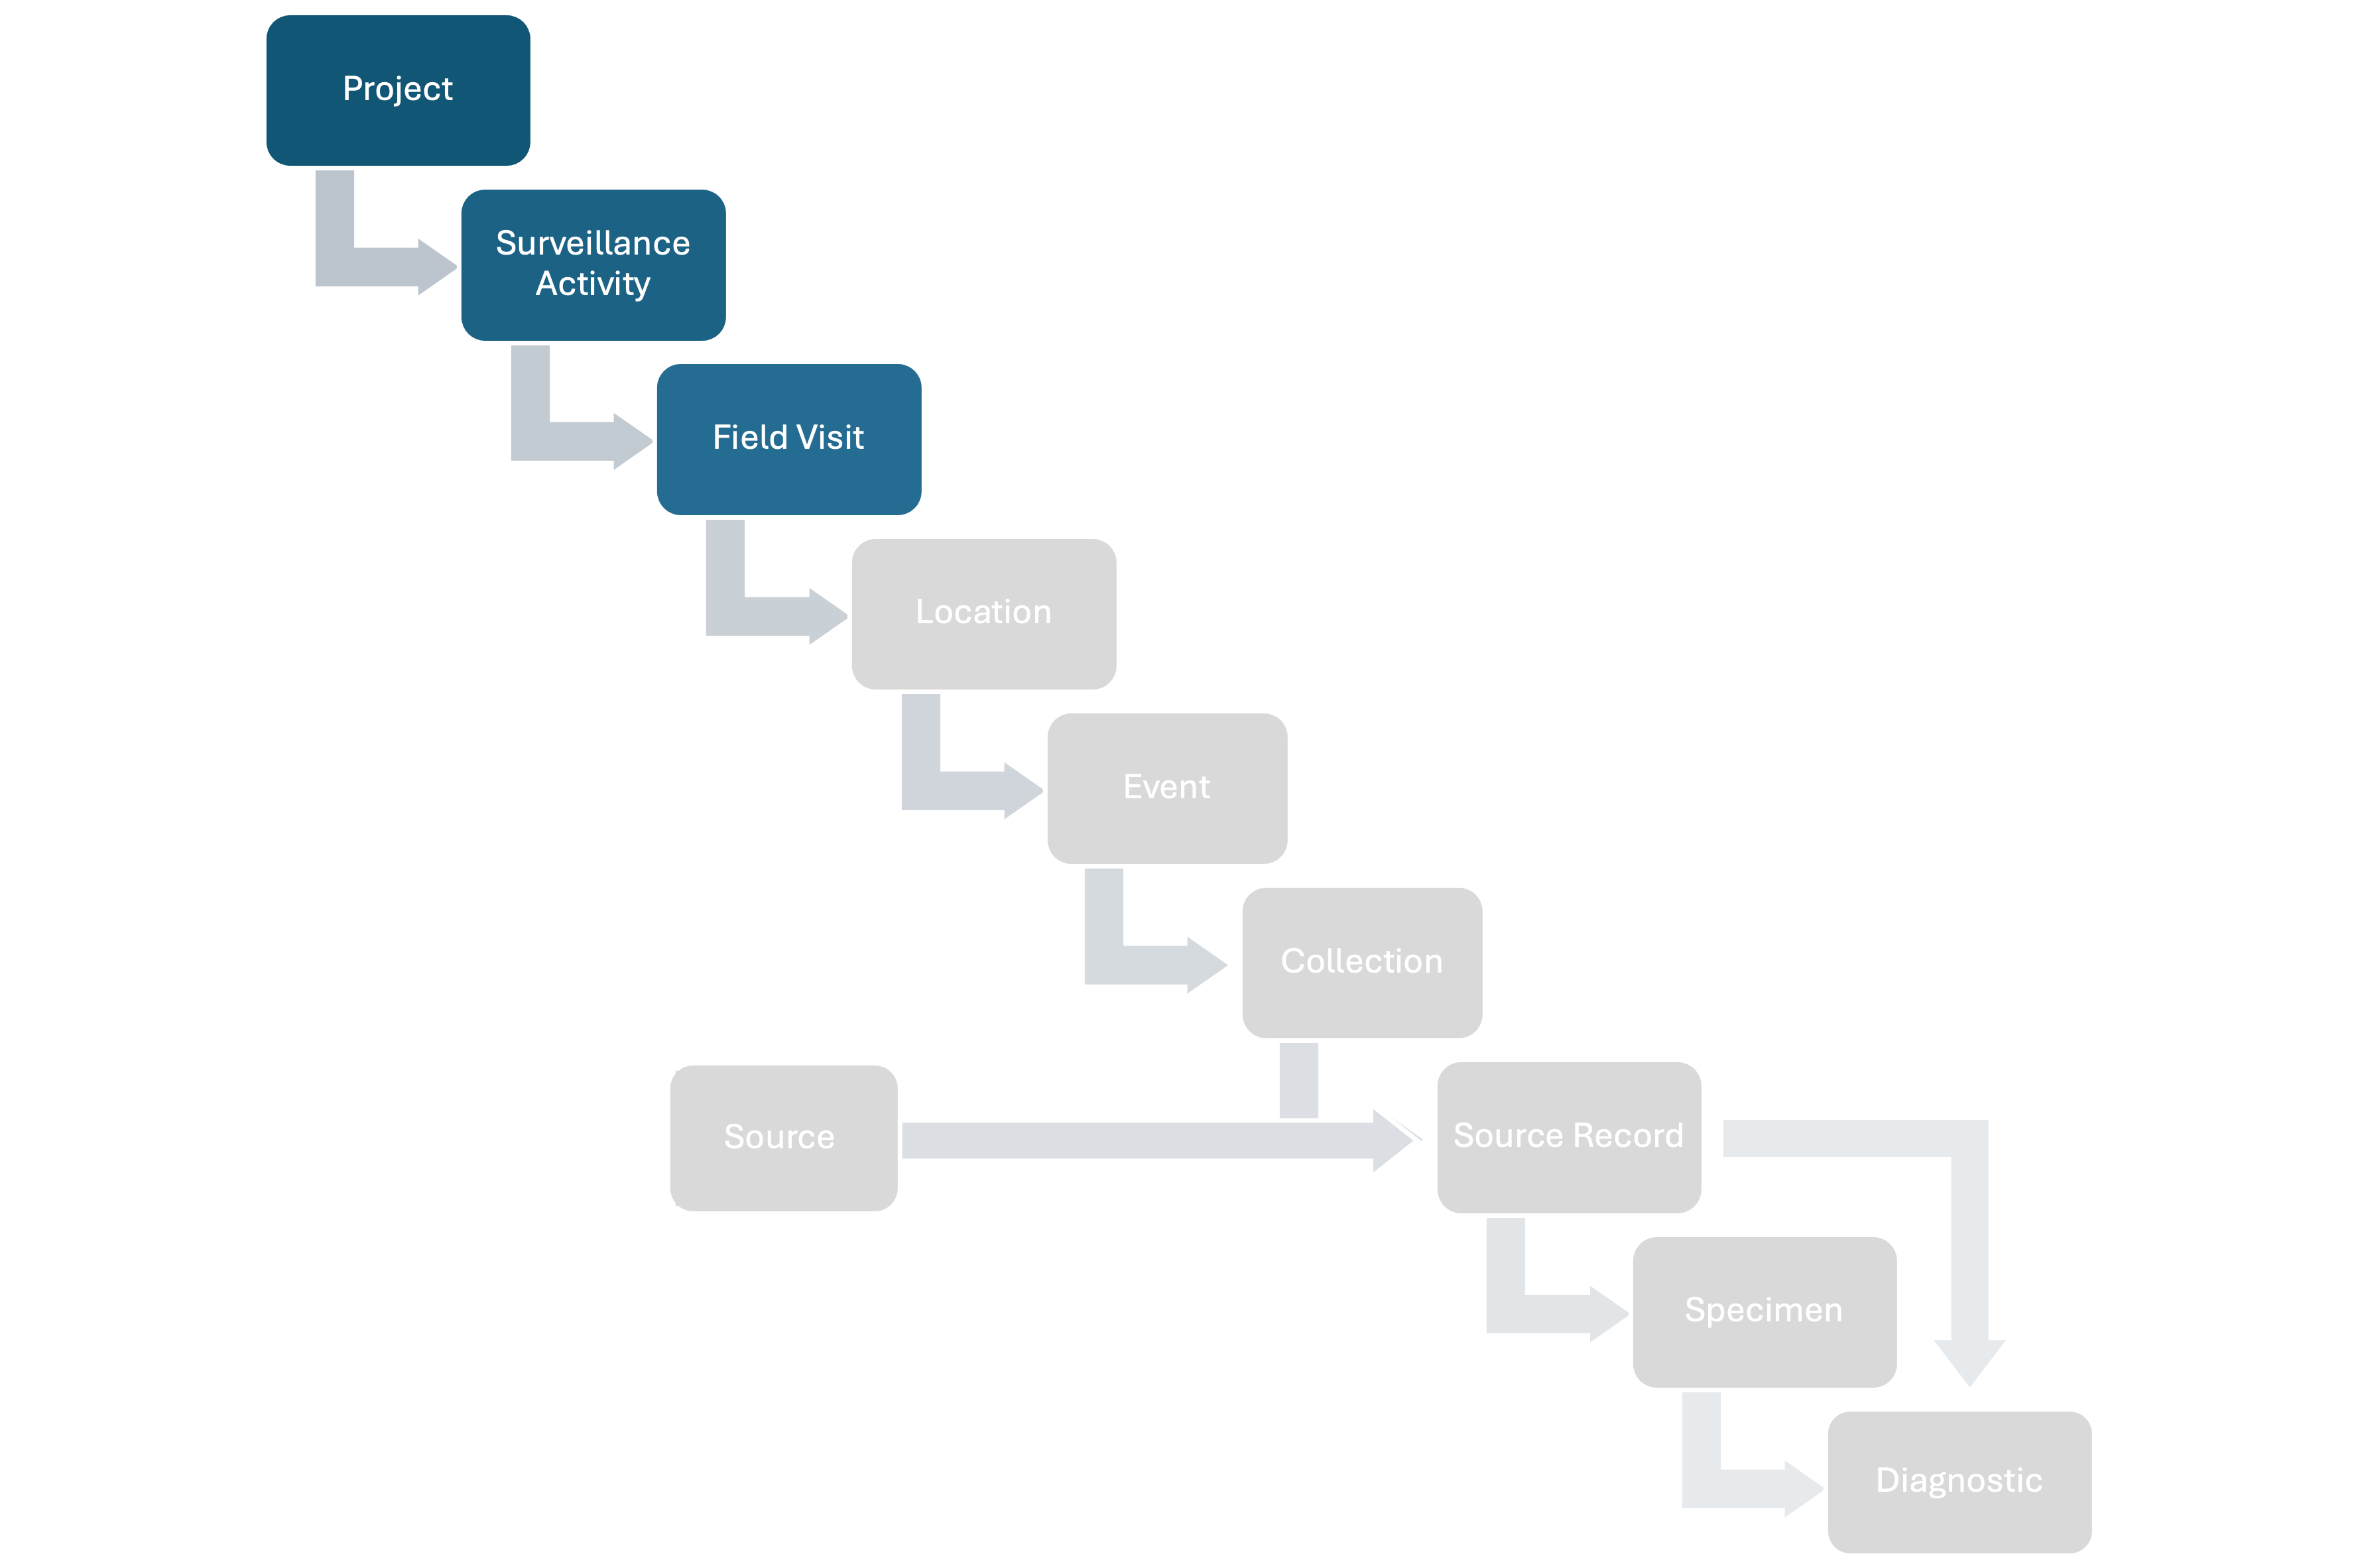 Project
Surveillance
Activity
Field Visit
Location
Event
Collection
Source
Source Record
Specimen
Diagnostic